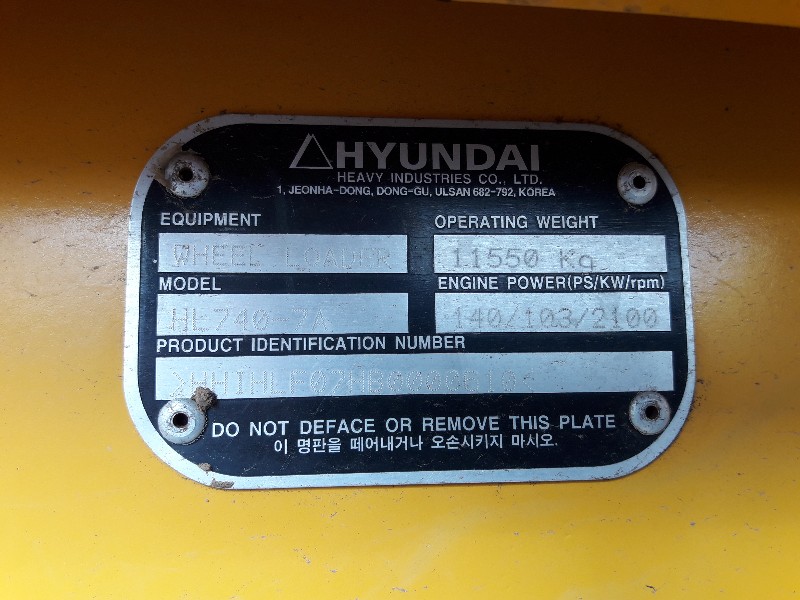 HYUNDAI
HEAVY INDUSTRIES CO., LTD.
1, JEONHA-DONG, DONG-GU, ULSAN 682-792, KOREA
EQUIPMENT OPERATING WEIGHT
WHEEL LOADER 11550 Kg
MODEL ENGINE POWER(PS/KW/rpm)
HL740-7A 140/103/2100
PRODUCT IDENTIFICATION NUMBER
DO NOT DEFACE OR REMOVE THIS PLATE
이 명판을 떼어내거나 오손시키지 마시오.